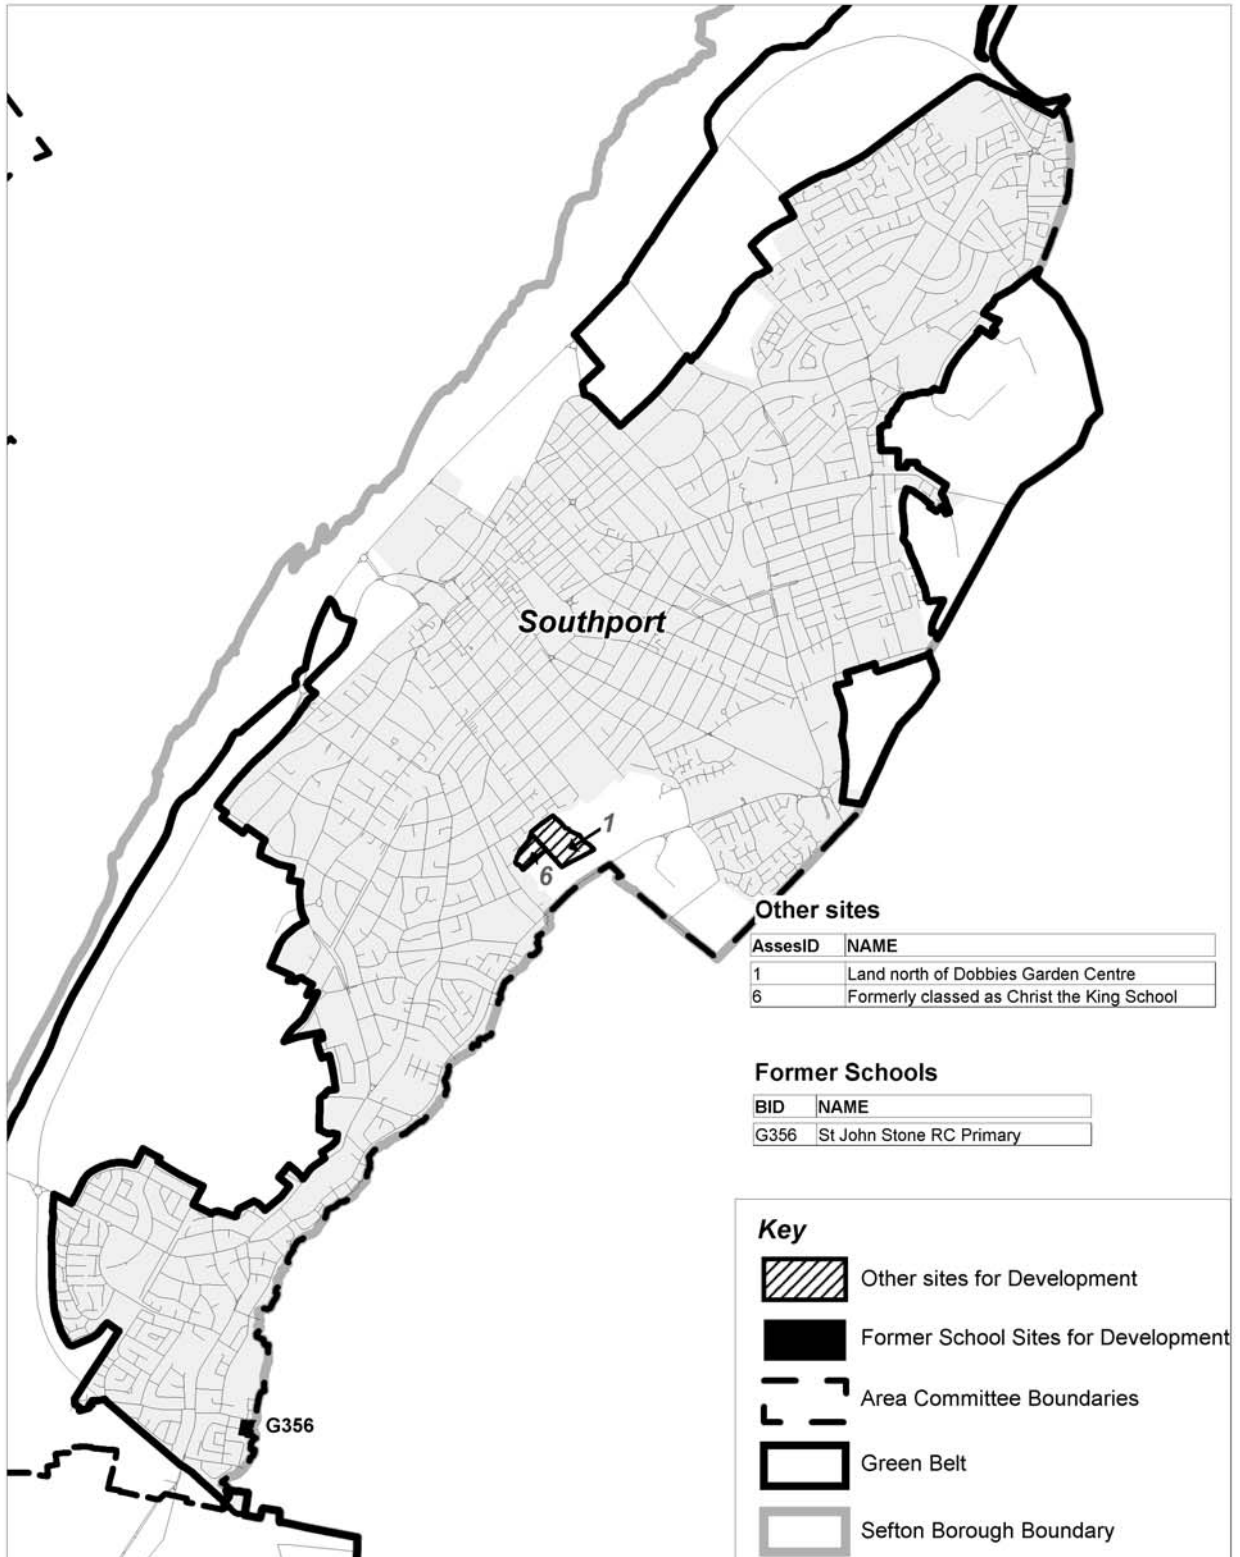 Southport
1
6
Other sites
AssesID NAME
1 Land north of Dobbies Garden Centre
6 Formerly classed as Christ the King School
Former Schools
BID NAME
G356 St John Stone RC Primary
Key
Other sites for Development
Former School Sites for Development
Area Committee Boundaries
G356
Green Belt
Sefton Borough Boundary